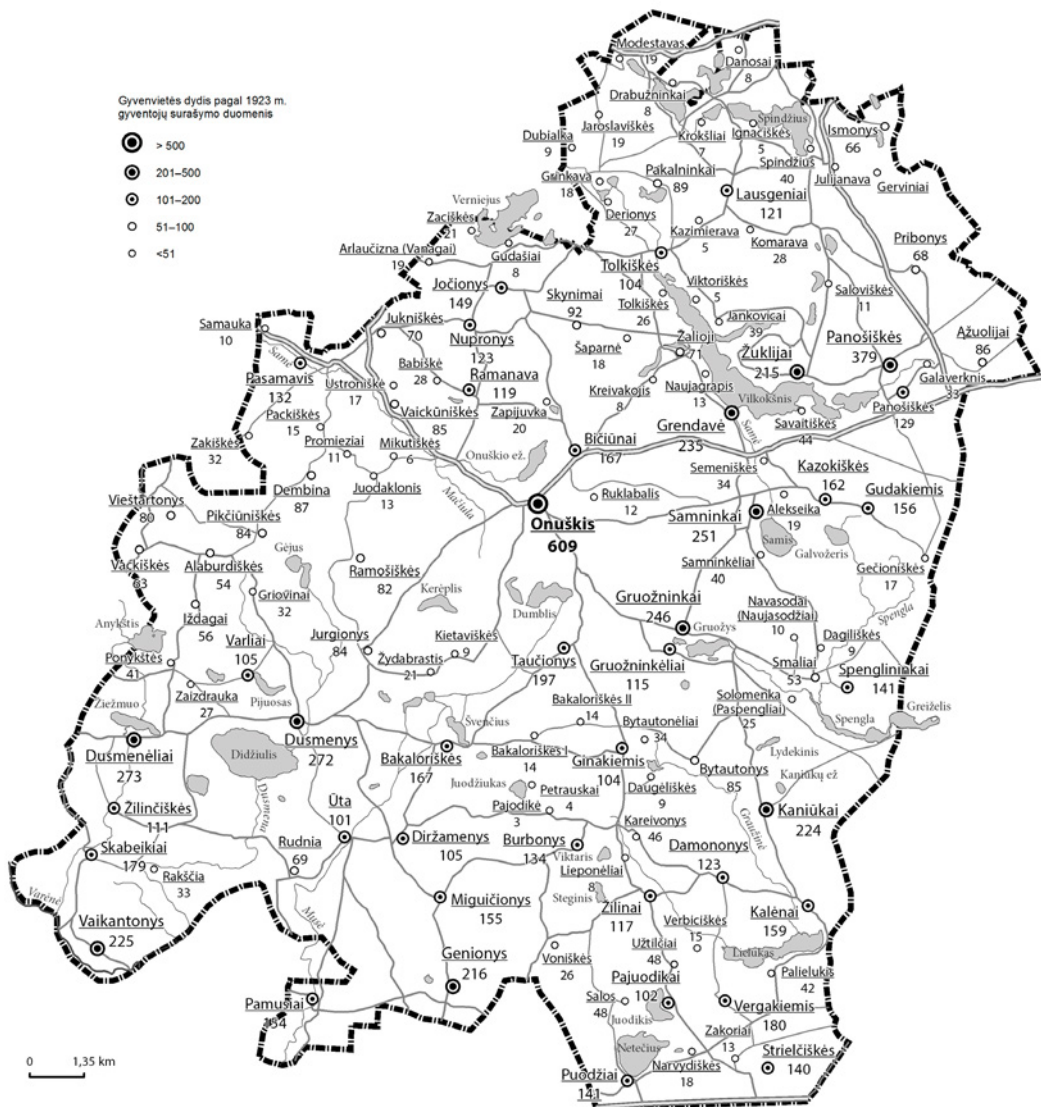 Gyvenvietės dydis pagal 1923 m.
gyventojų surašymo duomenis
> 500
201–500
101–200
51–100
<51
Modestavas
19
Danosai
8
Drabužninkai
8
Jaroslaviškės
19
Krokšliai
7
Ignaciškės
5
Spindžius
Spindžius
40
Ismonys
66
Dubialka
9
Grinkava
18
Pakalninkai
89
Lausgeniai
121
Julijanava
Gerviniai
Derionys
27
Kazimierava
5
Komarava
28
Pribonys
68
Verniejus
Zaciškės
21
Arlaučizna (Vanagai)
19
Gudašiai
8
Tolkiškės
104
Tolkiškės
26
Viktoriškės
5
Saloviškės
11
Jočionys
149
Skynimai
92
Jankovicai
39
Samauka
10
Samė
Jukniškės
70
Nupronys
123
Šaparnė
18
Žalioji
71
Žuklijai
215
Panošiškės
379
Ąžuolijai
86
Pasamavis
132
Ustroniškė
17
Babiškė
28
Ramanava
119
Kreivakojis
8
Naujagrapis
13
Vilkokšnis
Galaverknis
33
Panošiškės
129
Packiškės
15
Vaickūniškės
85
Zapijuvka
20
Grendavė
235
Samė
Savaitiškės
44
Zakiškės
32
Promieziai
11
Mikutiškės
6
Onuškio ež.
Bičiūnai
167
Semeniškės
34
Kazokiškės
162
Dembina
87
Juodaklonis
13
Mačiula
Ruklabalis
12
Gudakiemis
156
Vieštartonys
80
Pikčiūniškės
84
Onuškis
609
Samninkai
251
Alekseika
19
Samis
Galvožeris
Vackiškės
83
Alaburdiškės
54
Gėjus
Ramošiškės
82
Samninkėliai
40
Gečioniškės
17
Griovinai
32
Kerėplis
Dumblis
Gruožninkai
246
Gruožys
Navasodai
(Naujasodžiai)
10
Spengla
Iždagai
56
Anykštis
Varliai
105
Jurgionys
84
Kietaviškės
9
Taučionys
197
Gruožninkėliai
115
Dagiliškės
9
Smaliai
53
Spenglininkai
141
Ponykštės
41
Zaizdrauka
27
Pijuosas
Žydabrastis
21
Bakaloriškės II
14
Solomenka
(Paspengliai)
25
Greiželis
Spengla
Ziežmuo
Švenčius
Bytautonėliai
34
Dusmenėliai
273
Didžiulis
Dusmenys
272
Bakaloriškės
167
Bakaloriškės I
14
Ginakiemis
104
Bytautonys
85
Lydekinis
Kaniūkų ež
Juodžiukas
Petrauskai
4
Daugėliškės
9
Žilinčiškės
111
Dusmena
Ūta
101
Pajodikė
3
Kareivonys
46
Graužinė
Kaniūkai
224
Skabeikiai
179
Rudnia
69
Diržamenys
105
Burbonys
134
Viktaris
Lieponėliai
8
Damononys
123
Rakščia
33
Varėnė
Miguičionys
155
Steginis
Žilinai
117
Verbiciškės
15
Kalėnai
159
Vaikantonys
225
Musė
Genionys
216
Voniškės
26
Užtilčiai
48
Lieliukas
Palielukis
42
Pamusiai
154
Salos
48
Pajuodikai
102
Juodikis
Vergakiemis
180
Zakoriai
13
Netečius
Strielčiškės
140
Narvydiškės
18
Puodžiai
141
0 1,35 km